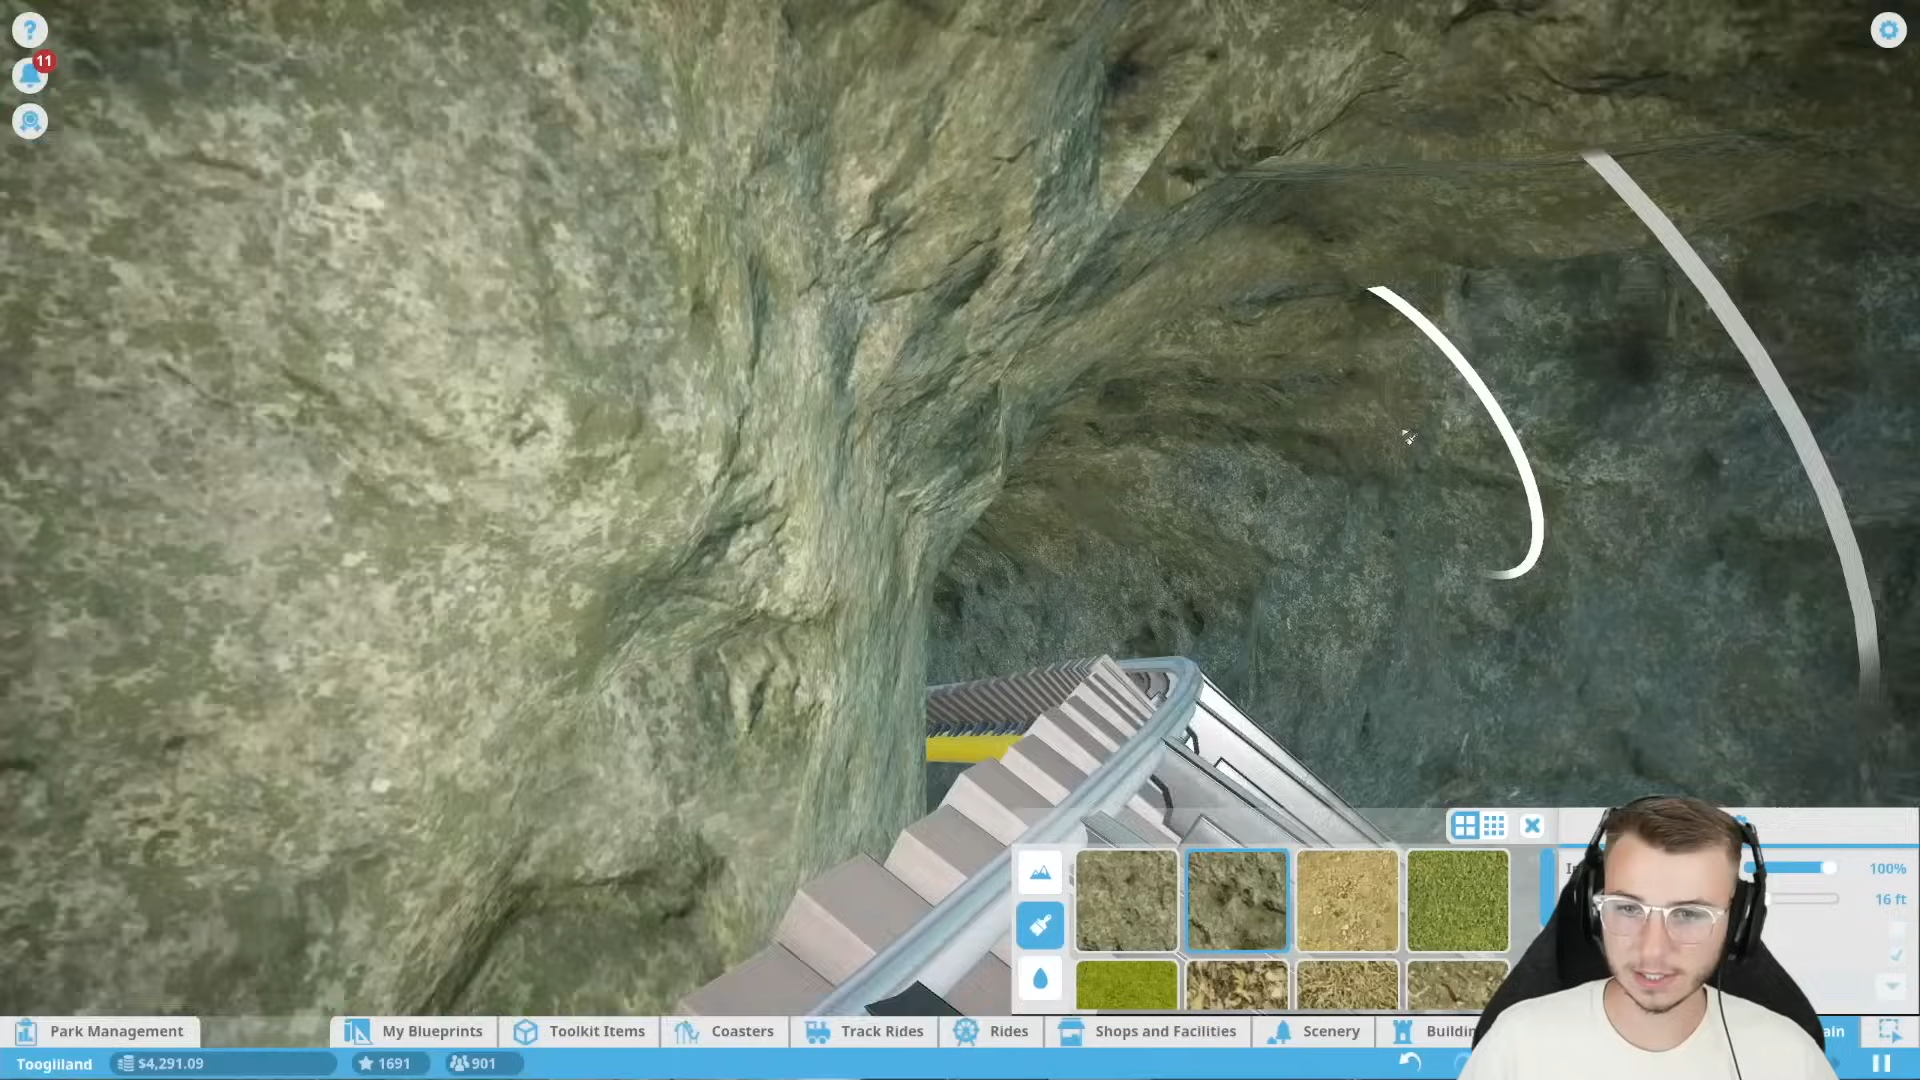 ?
11
100%
16 ft
Park Management
My Blueprints
Toolkit Items
Coasters
Track Rides
Rides
Shops and Facilities
Scenery
Toogiiland
$4,291.09
1691
901